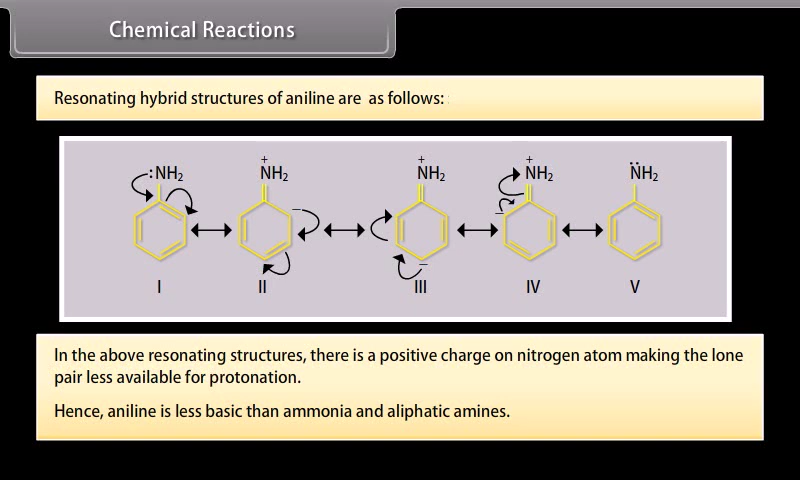 Chemical Reactions
Resonating hybrid structures of aniline are as follows:
:NH₂ + NH₂ + NH₂ + NH₂ ..NH₂
− − −
I II III IV V
In the above resonating structures, there is a positive charge on nitrogen atom making the lone
pair less available for protonation.
Hence, aniline is less basic than ammonia and aliphatic amines.